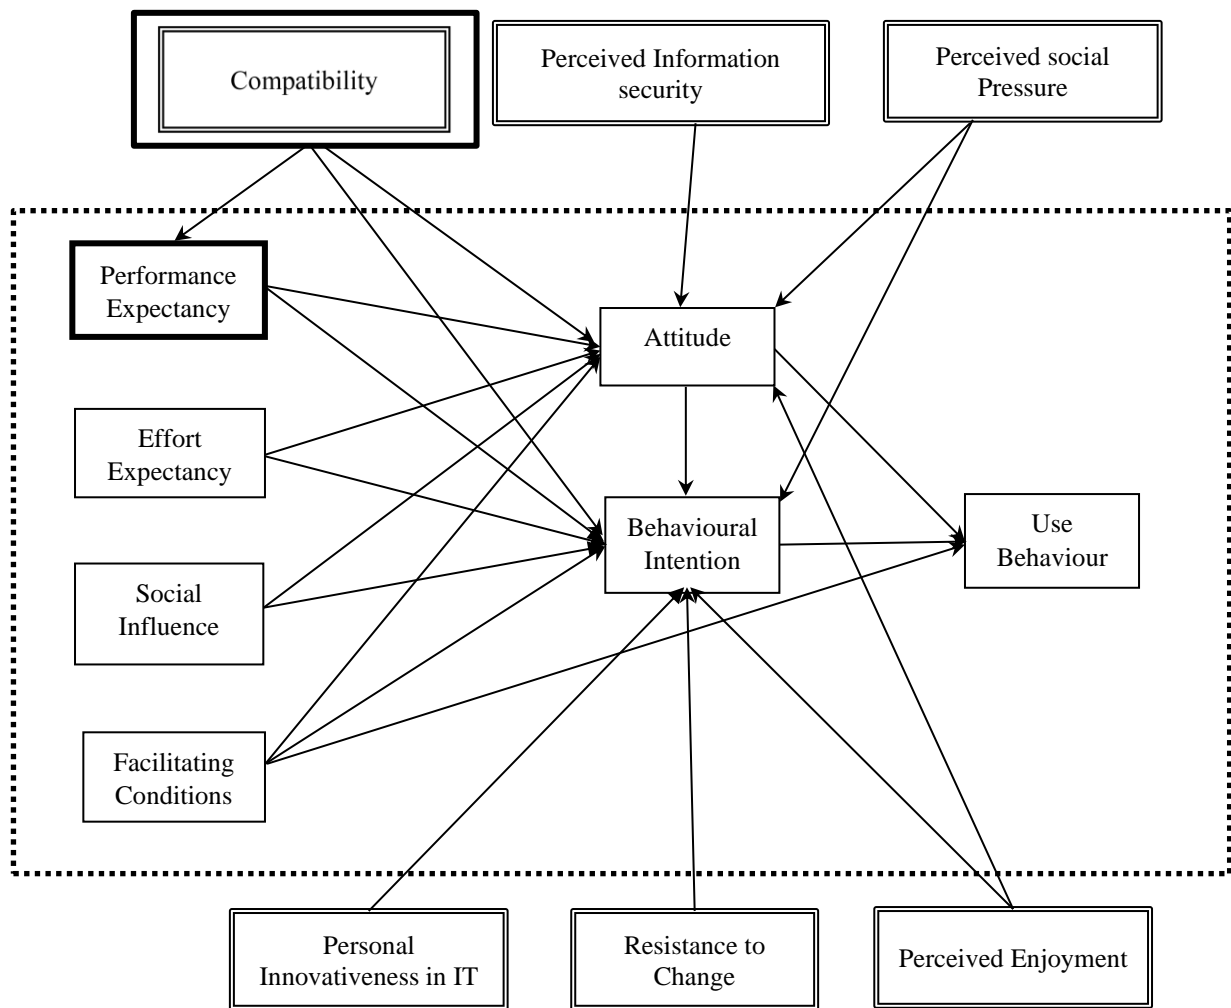 Compatibility
Perceived Information
security
Perceived social
Pressure
Performance
Expectancy
Attitude
Effort
Expectancy
Behavioural
Intention
Use
Behaviour
Social
Influence
Facilitating
Conditions
Personal
Innovativeness in IT
Resistance to
Change
Perceived Enjoyment